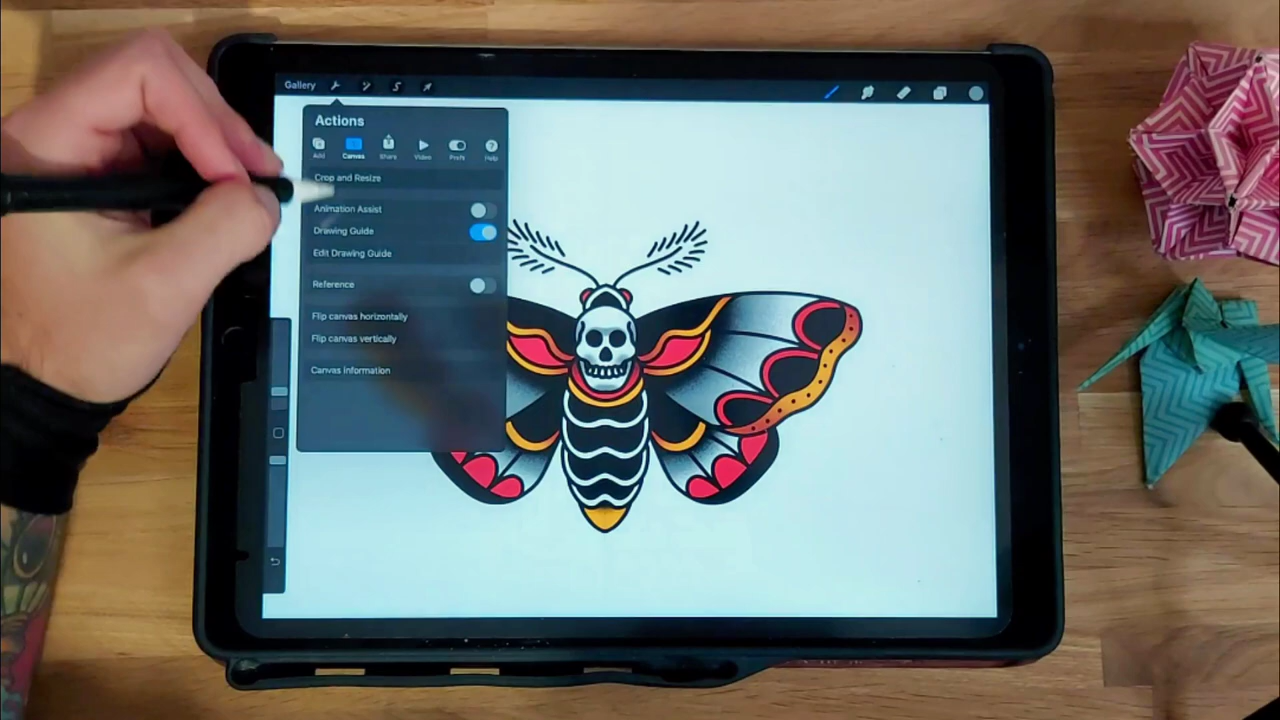 Gallery
Actions
Add Canvas Share Video Prefs Help
Crop and Resize
Animation Assist
Drawing Guide
Edit Drawing Guide
Reference
Flip canvas horizontally
Flip canvas vertically
Canvas information